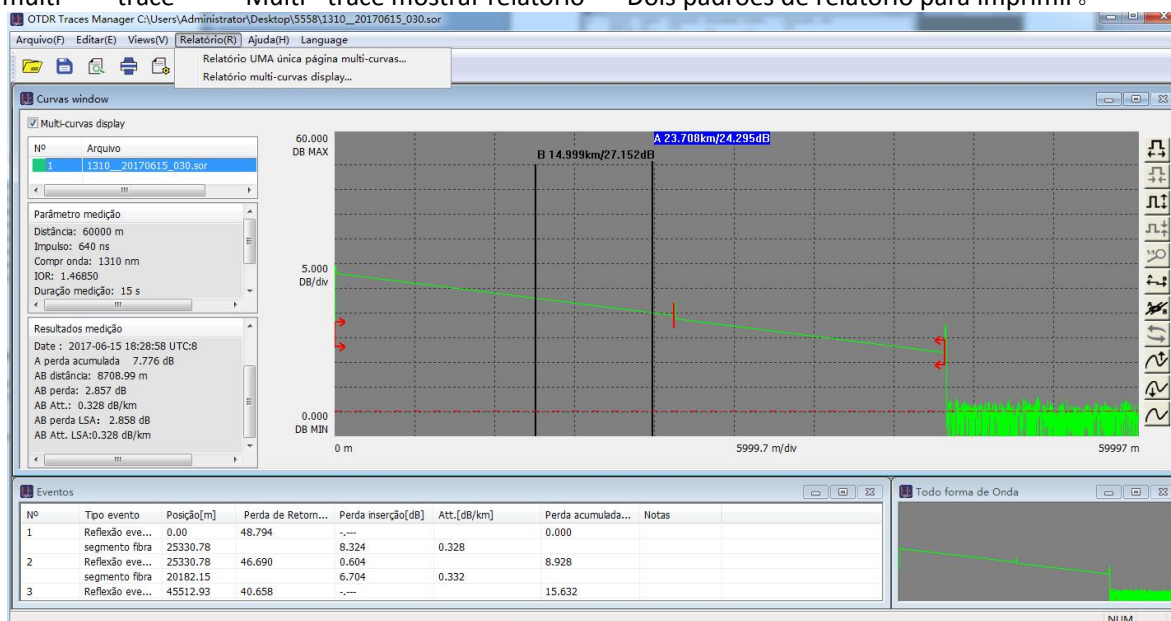 multi trace Multi trace mostrar relatório Dois padrões de relatório para imprimir。
OTDR Traces Manager C:\Users\Administrator\Desktop\5558\1310__20170615_030.sor
Arquivo(F) Editar(E) Views(V) Relatório(R) Ajuda(H) Language
Relatório UMA única página multi-curvas...
Relatório multi-curvas display...
Curvas window
Multi-curvas display
Nº Arquivo
1 1310__20170615_030.sor
Parâmetro medição
Distância: 60000 m
Impulso: 640 ns
Compr onda: 1310 nm
IOR: 1.46850
Duração medição: 15 s
Resultados medição
Date : 2017-06-15 18:28:58 UTC:8
A perda acumulada 7.776 dB
AB distância: 8708.99 m
AB perda: 2.857 dB
AB Att.: 0.328 dB/km
AB perda LSA: 2.858 dB
AB Att. LSA:0.328 dB/km
60.000
DB MAX
A 23.708km/24.295dB
B 14.999km/27.152dB
5.000
DB/div
0.000
DB MIN
0 m 5999.7 m/div 59997 m
Eventos
Nº Tipo evento Posição[m] Perda de Retorn... Perda inserção[dB] Att.[dB/km] Perda acumulada... Notas
1 Reflexão eve... 0.00 48.794 -.--- 0.000
segmento fibra 25330.78 8.324 0.328
2 Reflexão eve... 25330.78 46.690 0.604 8.928
segmento fibra 20182.15 6.704 0.332
3 Reflexão eve... 45512.93 40.658 -.--- 15.632
Todo forma de Onda
NUM